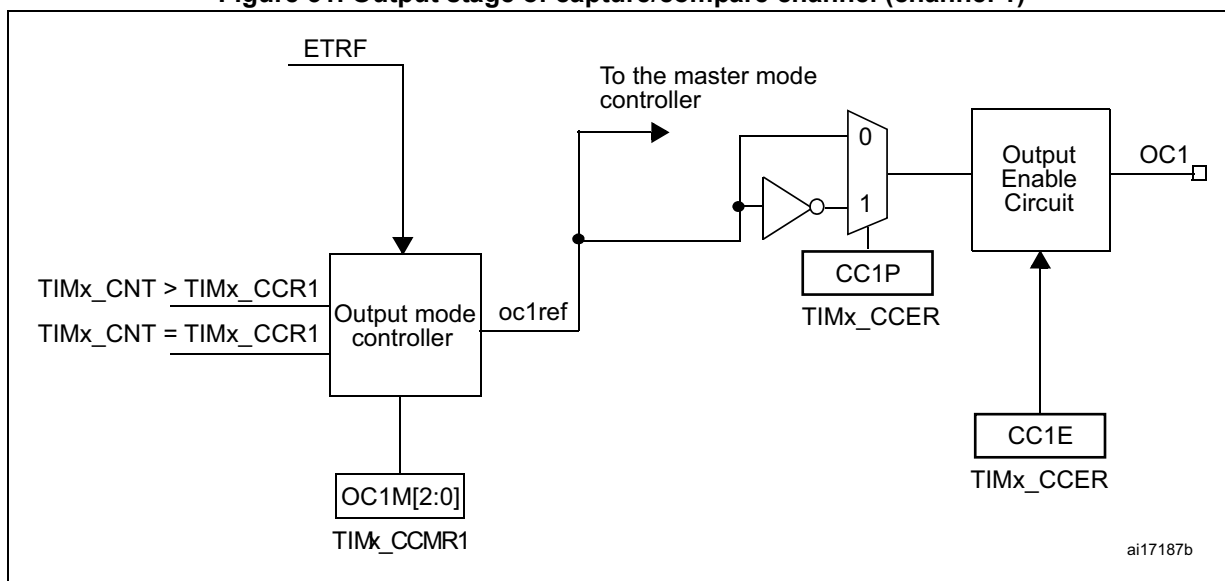 ETRF
To the master mode
controller
0
1
Output
Enable
Circuit
OC1
CC1P
TIMx_CCER
TIMx_CNT > TIMx_CCR1
TIMx_CNT = TIMx_CCR1
Output mode
controller
oc1ref
CC1E
TIMx_CCER
OC1M[2:0]
TIMx_CCMR1
ai17187b